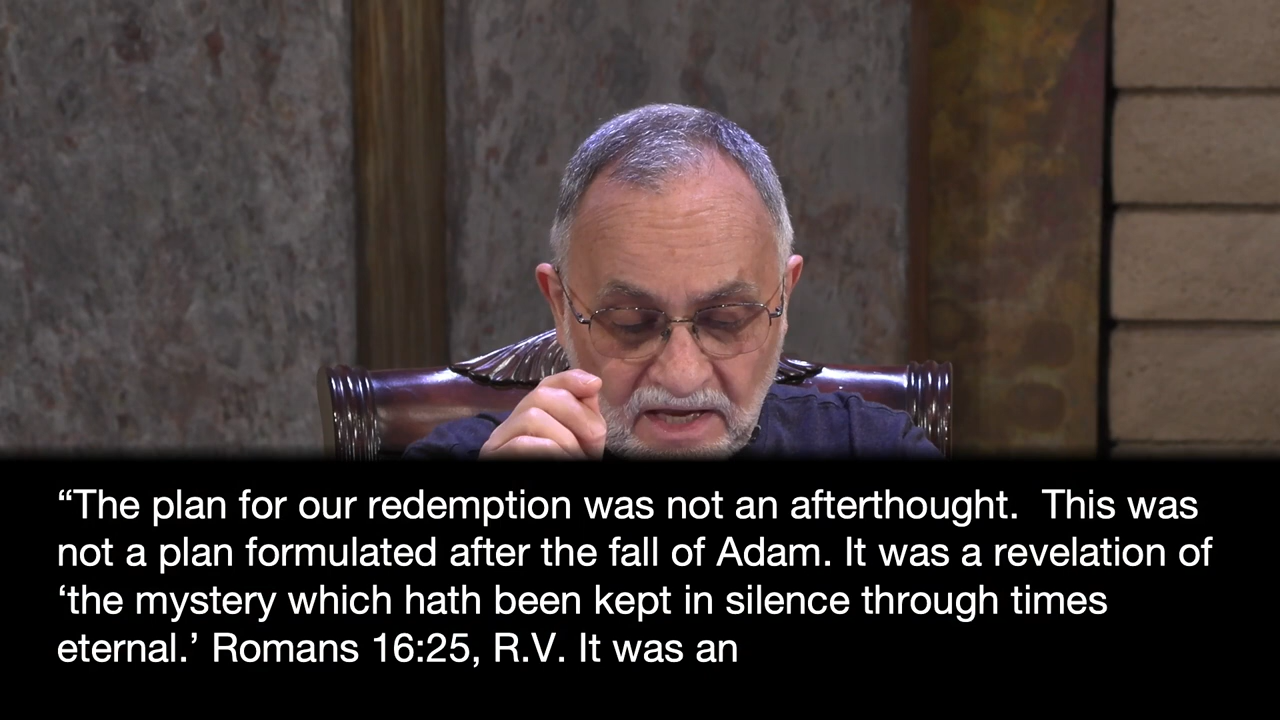 “The plan for our redemption was not an afterthought.  This was
not a plan formulated after the fall of Adam. It was a revelation of
‘the mystery which hath been kept in silence through times
eternal.’ Romans 16:25, R.V. It was an